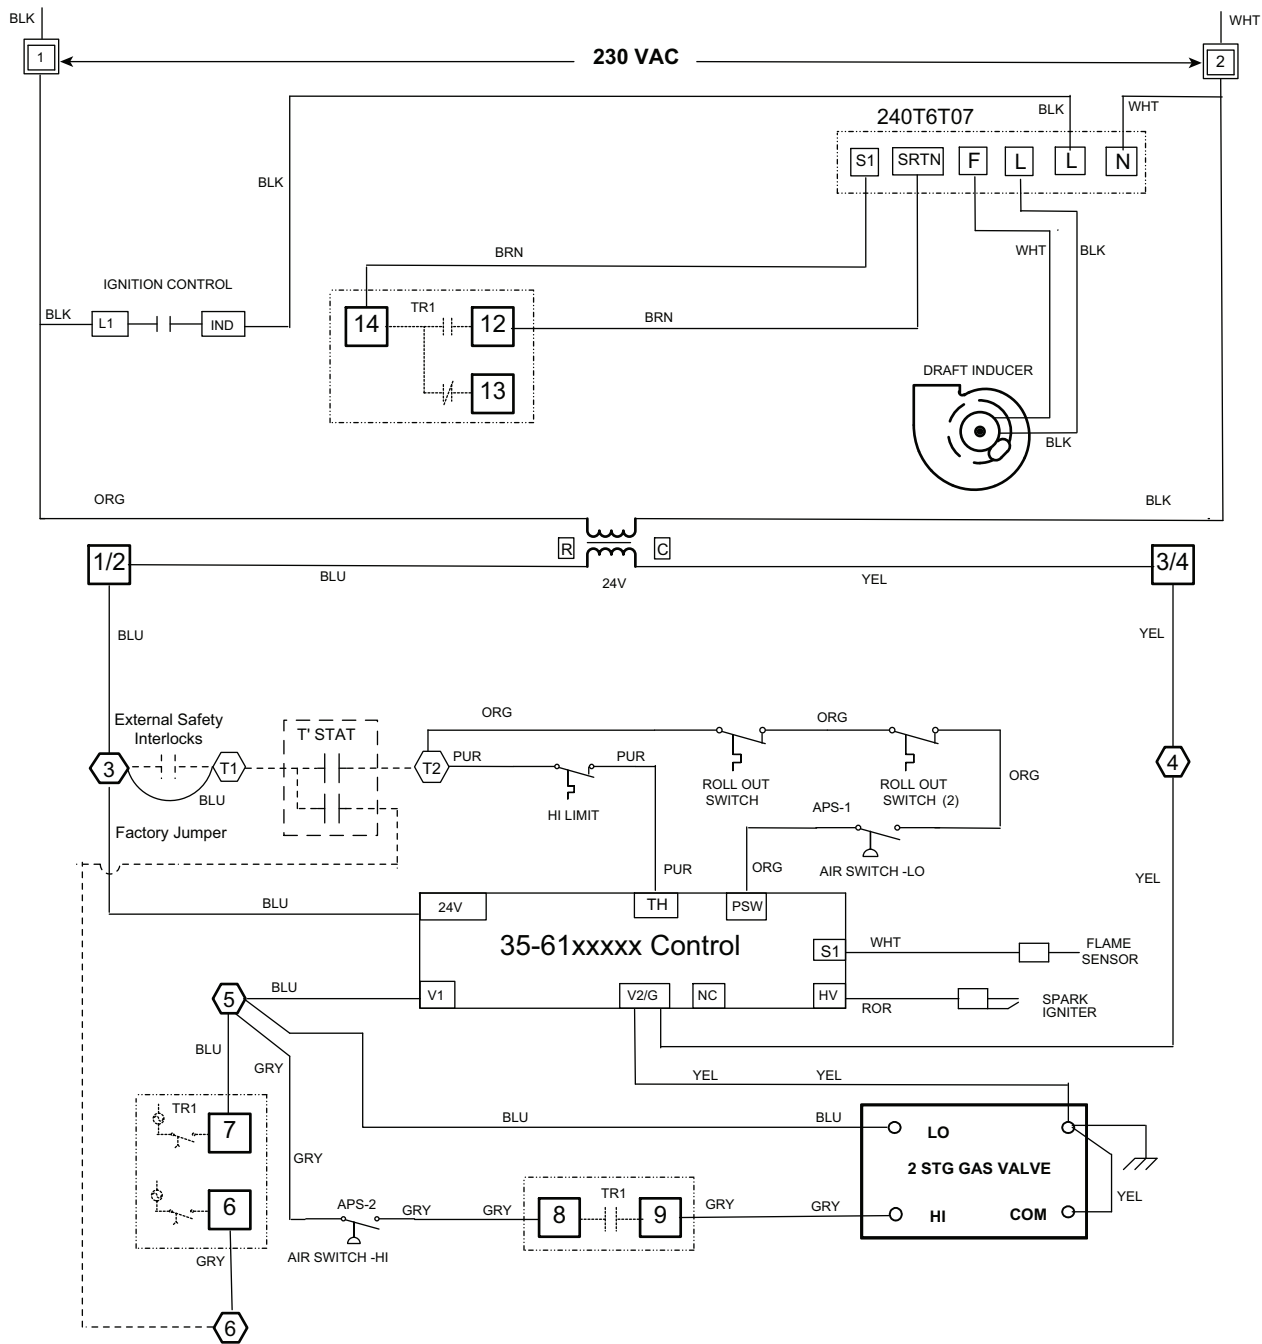 BLK
WHT
1
230 VAC
2
240T6T07
BLK
WHT
S1
SRTN
F
L
L
N
BLK
BRN
WHT
BLK
IGNITION CONTROL
BLK
L1
IND
TR1
14
12
13
BRN
DRAFT INDUCER
BLK
ORG
BLK
R
C
1/2
BLU
24V
YEL
3/4
BLU
YEL
External Safety
Interlocks
T' STAT
ORG
ORG
3
T1
T2
PUR
PUR
4
BLU
HI LIMIT
ROLL OUT
SWITCH
ROLL OUT
SWITCH (2)
ORG
APS-1
Factory Jumper
AIR SWITCH -LO
PUR
ORG
YEL
BLU
24V
TH
PSW
35-61xxxxx Control
S1
WHT
FLAME
SENSOR
5
BLU
V1
V2/G
NC
HV
ROR
SPARK
IGNITER
BLU
GRY
YEL
YEL
TR1
7
BLU
BLU
LO
2 STG GAS VALVE
YEL
GRY
6
APS-2
GRY
GRY
8
TR1
9
GRY
GRY
HI
COM
AIR SWITCH -HI
GRY
6